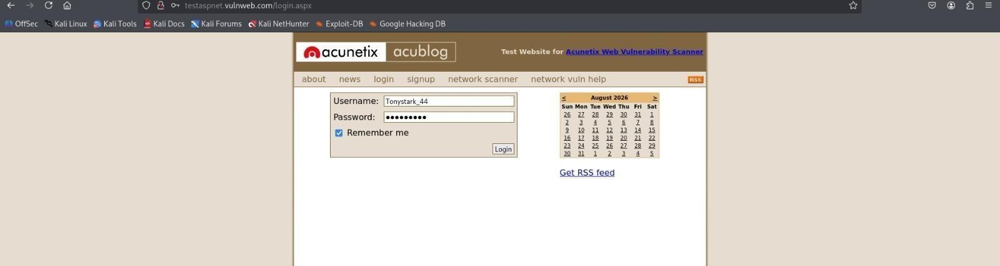 testaspnet.vulnweb.com/login.aspx
OffSec Kali Linux Kali Tools Kali Docs Kali Forums Kali NetHunter Exploit-DB Google Hacking DB
acunetix acublog
Test Website for Acunetix Web Vulnerability Scanner
about news login signup network scanner network vuln help RSS
Username: Tonystark_44
Password: •••••••••
Remember me
Login
< August 2026 >
Sun Mon Tue Wed Thu Fri Sat
26 27 28 29 30 31 1
2 3 4 5 6 7 8
9 10 11 12 13 14 15
16 17 18 19 20 21 22
23 24 25 26 27 28 29
30 31 1 2 3 4 5
Get RSS feed